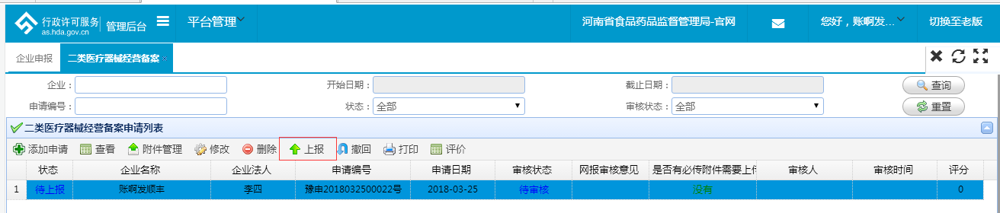 行政许可服务 管理后台 平台管理 河南省食品药品监督管理局-官网 您好，账啊发... 切换至老版
as.hda.gov.cn
企业申报 二类医疗器械经营备案 ×
企业： 开始日期： 截止日期： 查询
申请编号： 状态： 全部 审核状态： 全部 重置
二类医疗器械经营备案申请列表
添加申请 查看 附件管理 修改 删除 上报 撤回 打印 评价
状态 企业名称 企业法人 申请编号 申请日期 审核状态 网报审核意见 是否有必传附件需要上传 审核人 审核时间 评分
1 待上报 账啊发顺丰 李四 豫申2018032500022号 2018-03-25 待审核 没有 0